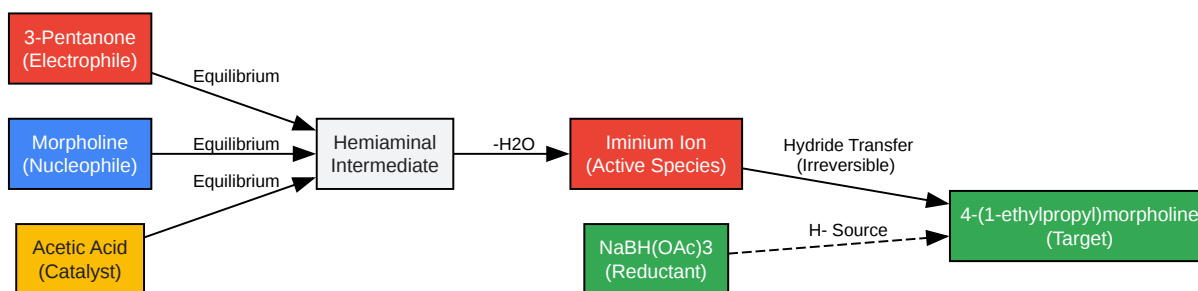 3-Pentanone
(Electrophile)
Equilibrium
Morpholine
(Nucleophile)
Equilibrium
Equilibrium
Acetic Acid
(Catalyst)
Hemiaminal
Intermediate
-H2O
Iminium Ion
(Active Species)
Hydride Transfer
(Irreversible)
NaBH(OAc)3
(Reductant)
H- Source
4-(1-ethylpropyl)morpholine
(Target)